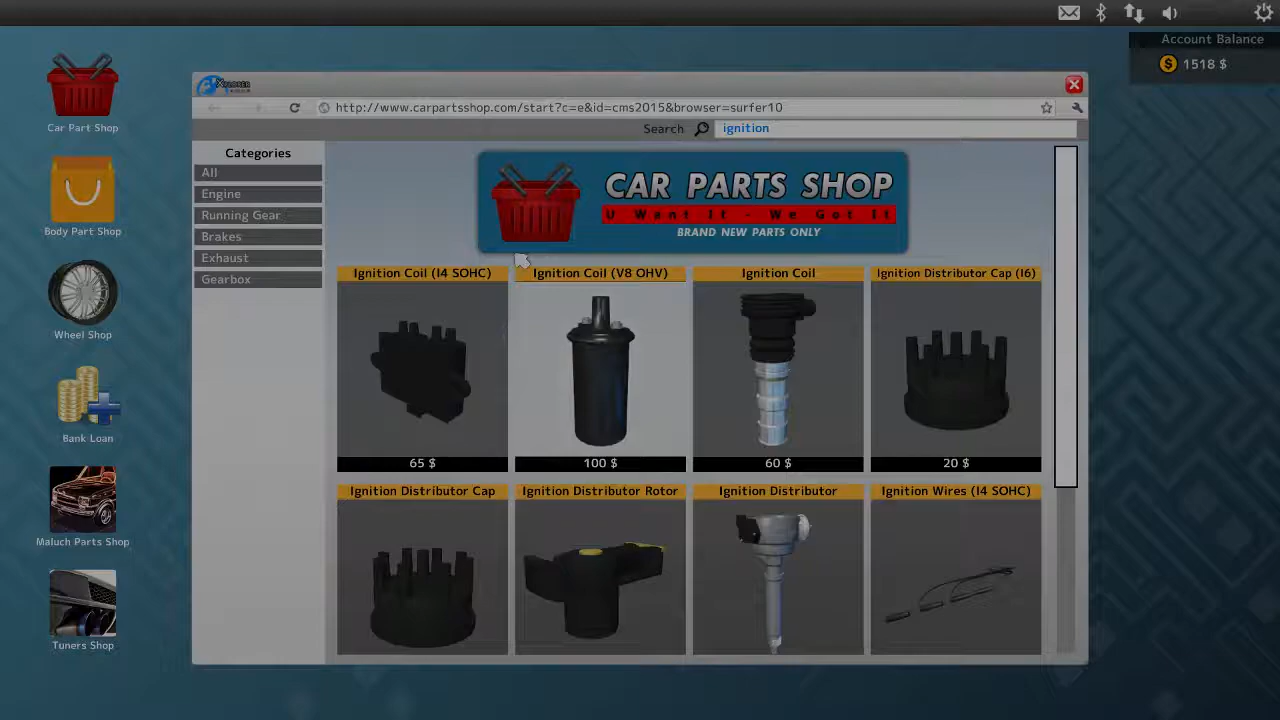 Account Balance
1518 $
Car Part Shop
Body Part Shop
Wheel Shop
Bank Loan
Maluch Parts Shop
Tuners Shop
XPLORER
http://www.carpartsshop.com/start?c=e&id=cms2015&browser=surfer10
Search ignition
Categories
All
Engine
Running Gear
Brakes
Exhaust
Gearbox
CAR PARTS SHOP
U Want It - We Got It
BRAND NEW PARTS ONLY
Ignition Coil (I4 SOHC)
65 $
Ignition Coil (V8 OHV)
100 $
Ignition Coil
60 $
Ignition Distributor Cap (I6)
20 $
Ignition Distributor Cap
Ignition Distributor Rotor
Ignition Distributor
Ignition Wires (I4 SOHC)